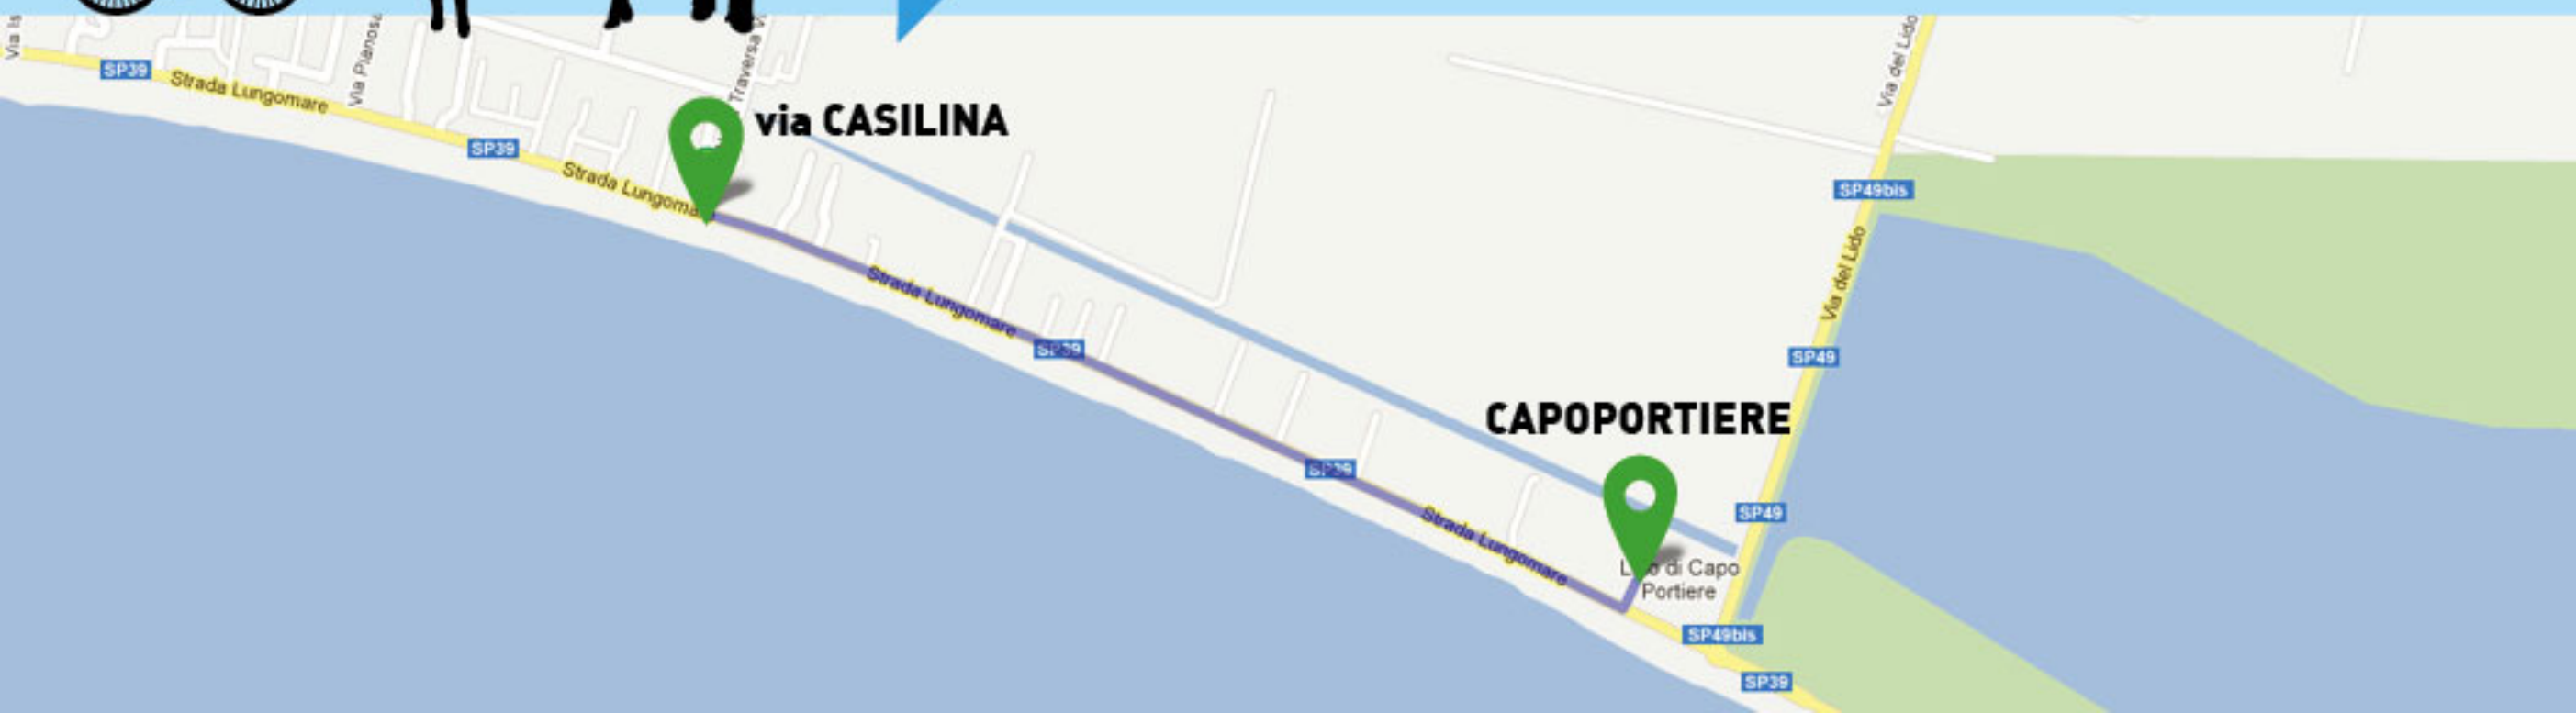 Via Pianosa
Traversa
Via del Lido
SP39
Strada Lungomare
via CASILINA
SP39
Strada Lungomare
SP49bis
Via del Lido
Strada Lungomare
SP39
SP49
CAPOPORTIERE
SP39
SP49
Strada Lungomare
Lido di Capo
Portiere
SP49bis
SP39